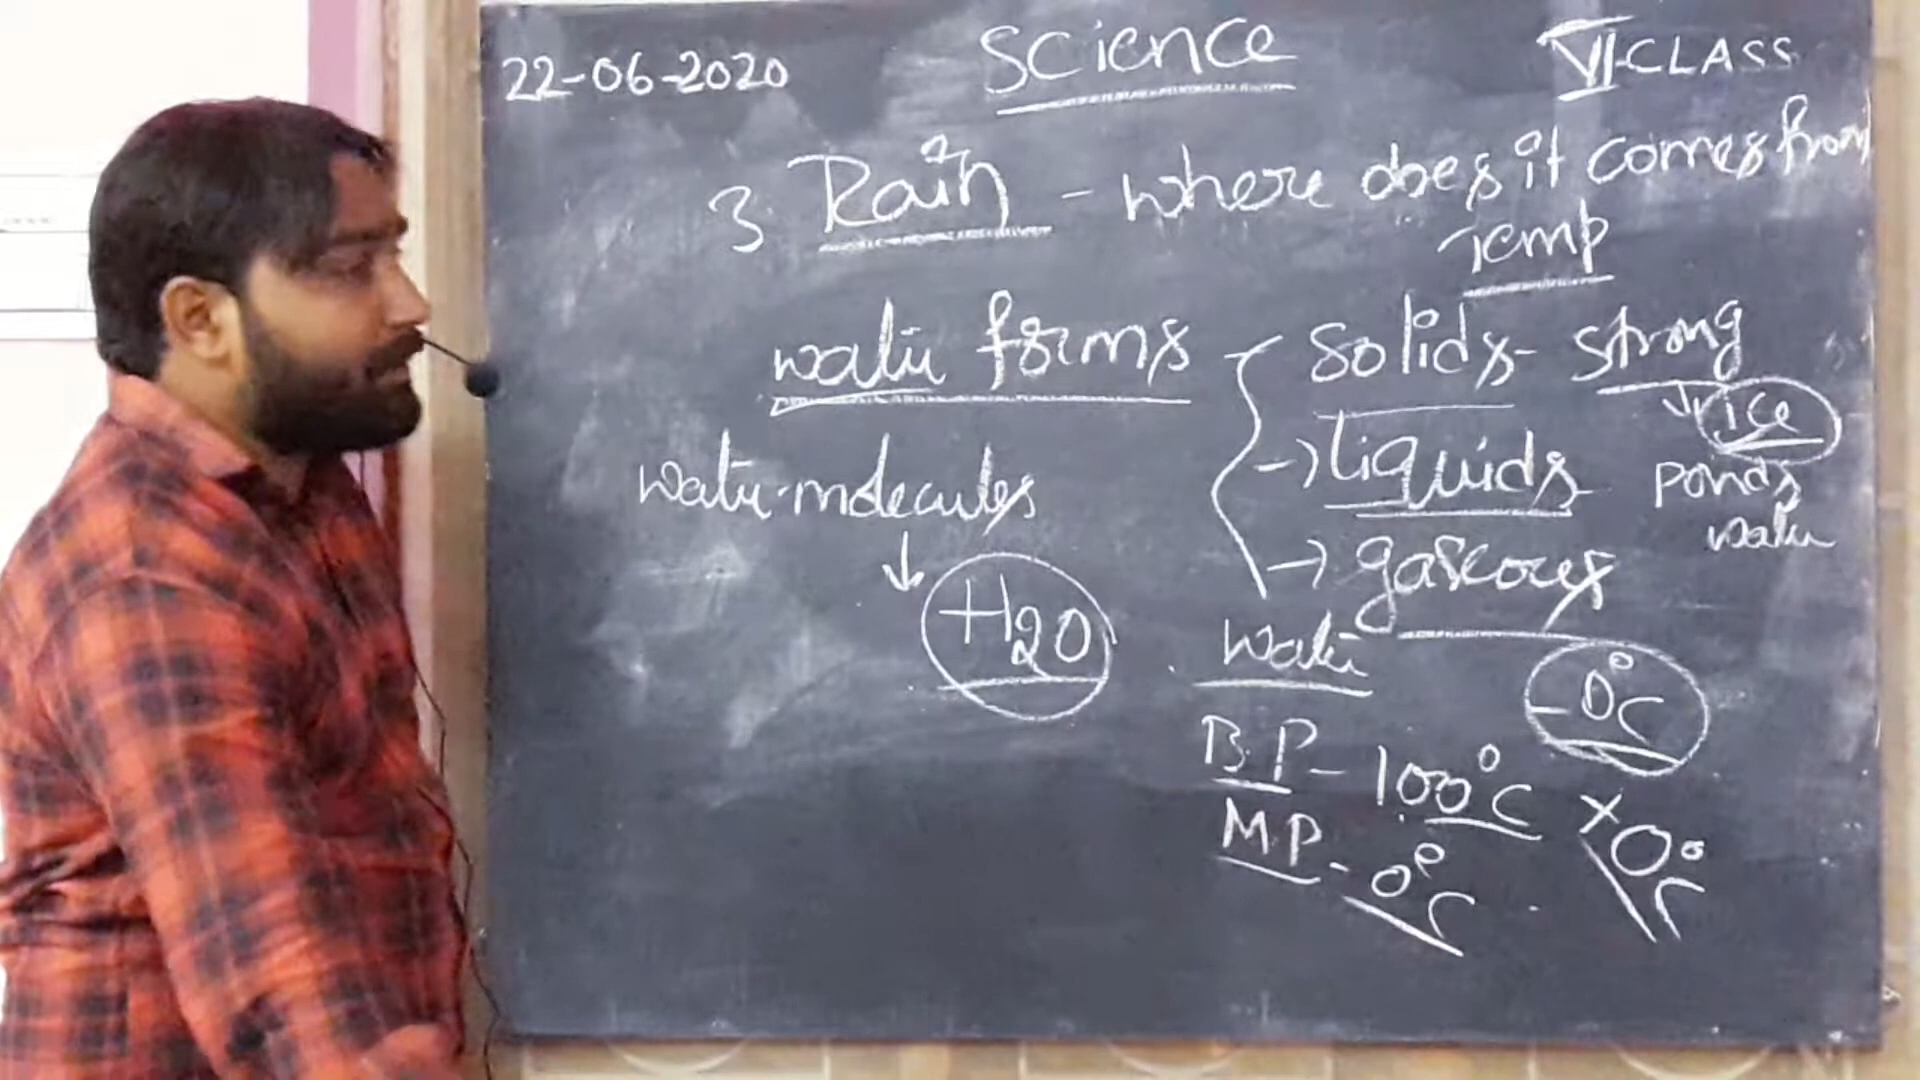 22-06-2020 Science VI-CLASS
3. Rain - where does it comes from
Temp
water forms
solids - strong
ice
→ liquids
ponds
water
→ gaseous
water-molecules
↓
H2O
water
-0°C
B.P - 100°C
M.P - 0°C
+0°C